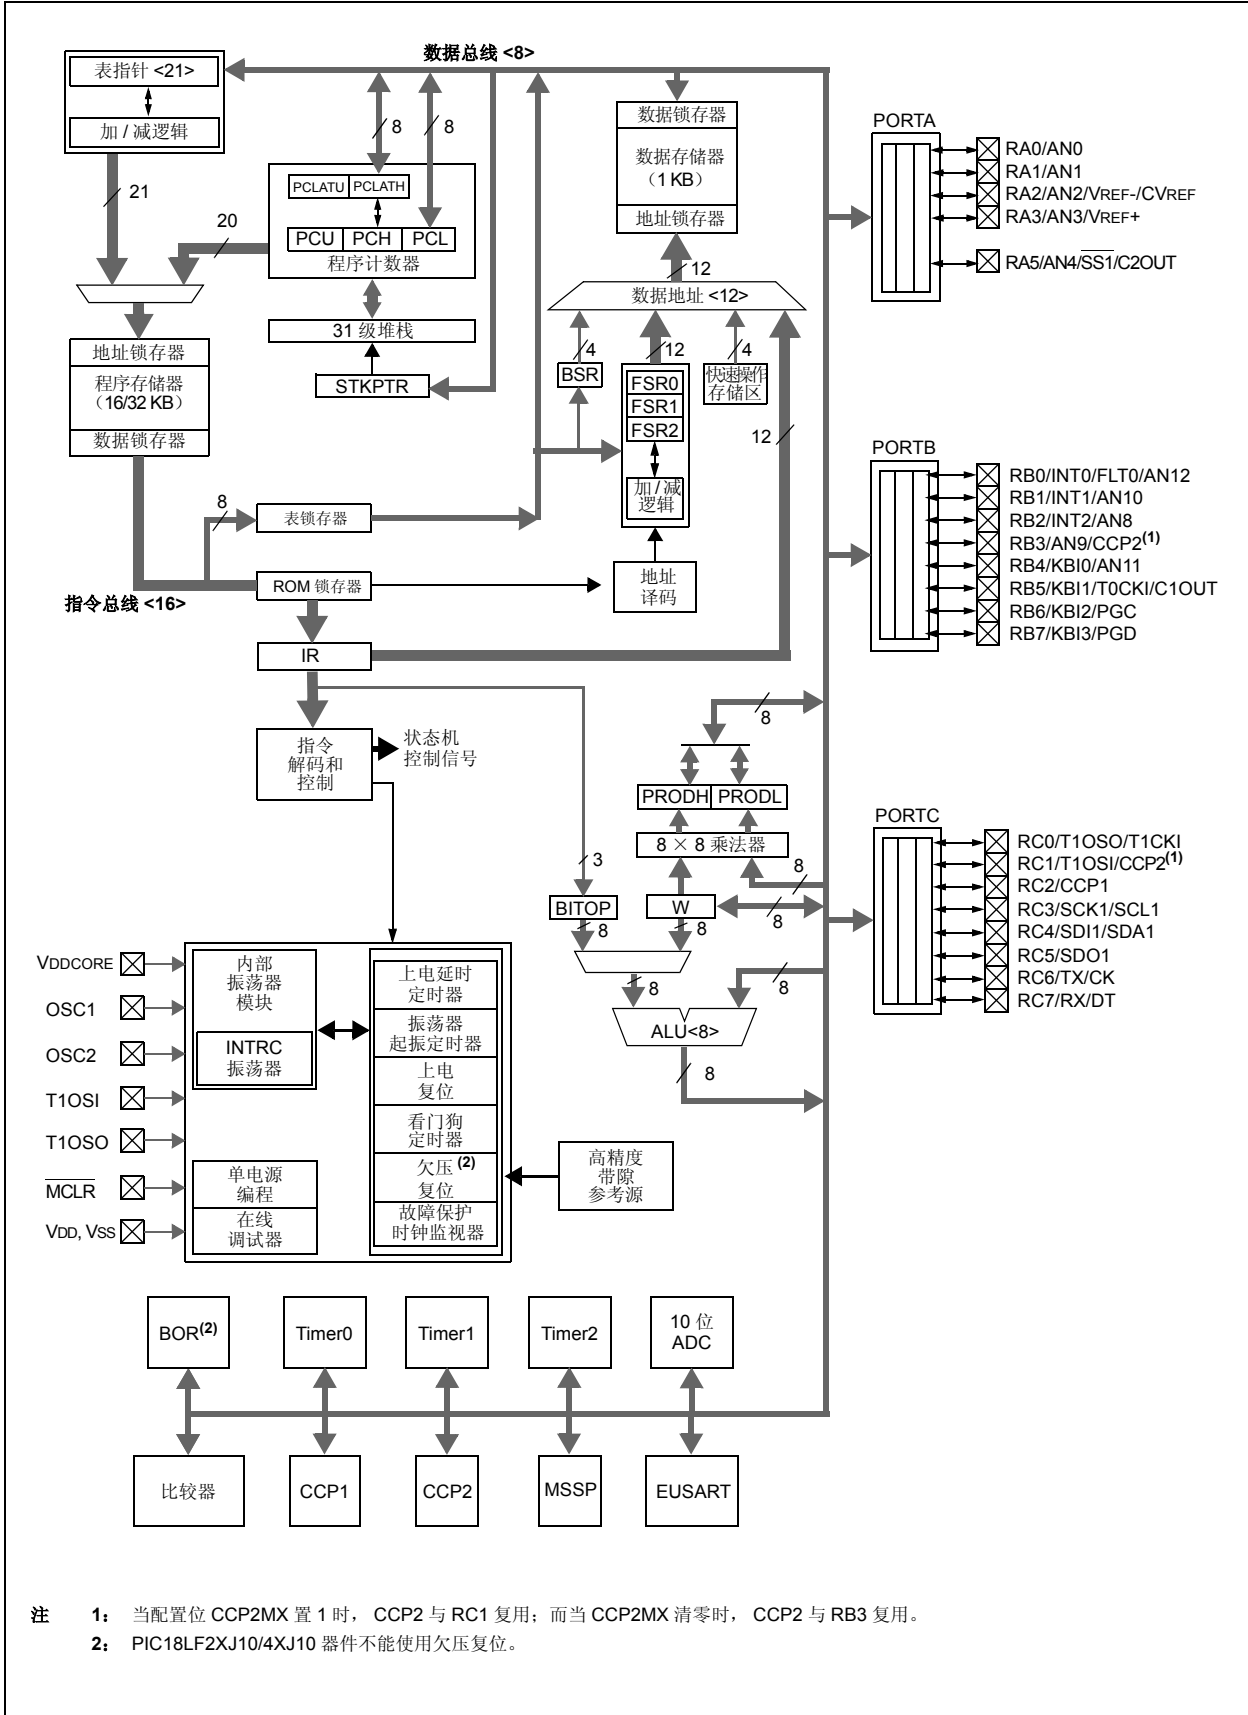 数据总线 <8>
表指针 <21>
加 / 减逻辑
21
8
8
PCLATU PCLATH
PCU PCH PCL
程序计数器
20
31 级堆栈
STKPTR
地址锁存器
程序存储器
（16/32 KB）
数据锁存器
数据锁存器
数据存储器
（1 KB）
地址锁存器
12
数据地址 <12>
4
12
4
BSR
FSR0
FSR1
FSR2
加 / 减
逻辑
快速操作
存储区
12
8
表锁存器
ROM 锁存器
指令总线 <16>
地址
译码
IR
指令
解码和
控制
状态机
控制信号
8
PRODH PRODL
8 × 8 乘法器
3
8
BITOP
W
8
8
8
8
8
ALU<8>
8
PORTA
RA0/AN0
RA1/AN1
RA2/AN2/VREF-/CVREF
RA3/AN3/VREF+
RA5/AN4/SS1/C2OUT
PORTB
RB0/INT0/FLT0/AN12
RB1/INT1/AN10
RB2/INT2/AN8
RB3/AN9/CCP2(1)
RB4/KBI0/AN11
RB5/KBI1/T0CKI/C1OUT
RB6/KBI2/PGC
RB7/KBI3/PGD
PORTC
RC0/T1OSO/T1CKI
RC1/T1OSI/CCP2(1)
RC2/CCP1
RC3/SCK1/SCL1
RC4/SDI1/SDA1
RC5/SDO1
RC6/TX/CK
RC7/RX/DT
VDDCORE
OSC1
OSC2
T1OSI
T1OSO
MCLR
VDD, VSS
内部
振荡器
模块
INTRC
振荡器
单电源
编程
在线
调试器
上电延时
定时器
振荡器
起振定时器
上电
复位
看门狗
定时器
欠压(2)
复位
故障保护
时钟监视器
高精度
带隙
参考源
BOR(2)
Timer0
Timer1
Timer2
10 位
ADC
比较器
CCP1
CCP2
MSSP
EUSART
注 1： 当配置位 CCP2MX 置 1 时， CCP2 与 RC1 复用；而当 CCP2MX 清零时， CCP2 与 RB3 复用。
2： PIC18LF2XJ10/4XJ10 器件不能使用欠压复位。